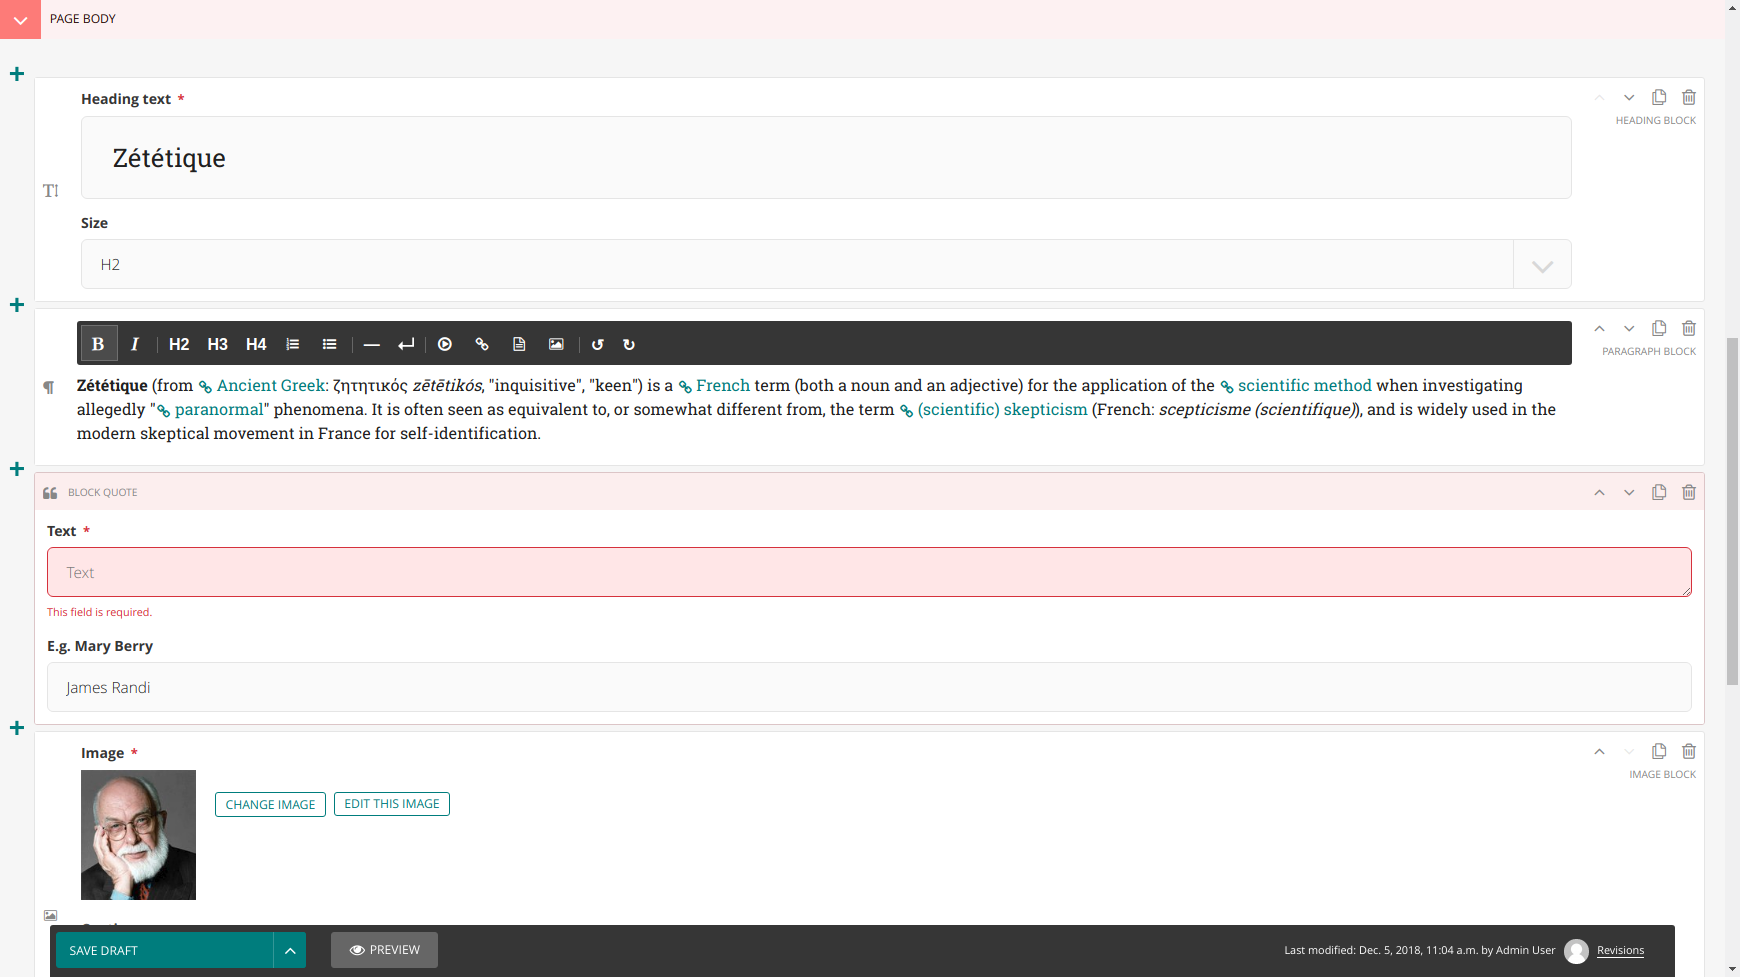 PAGE BODY
Heading text *
HEADING BLOCK
Zététique
Size
H2
B I H2 H3 H4
PARAGRAPH BLOCK
Zététique (from Ancient Greek: ζητητικός zētētikós, "inquisitive", "keen") is a French term (both a noun and an adjective) for the application of the scientific method when investigating
allegedly "paranormal" phenomena. It is often seen as equivalent to, or somewhat different from, the term (scientific) skepticism (French: scepticisme (scientifique)), and is widely used in the
modern skeptical movement in France for self-identification.
BLOCK QUOTE
Text *
Text
This field is required.
E.g. Mary Berry
James Randi
Image *
IMAGE BLOCK
CHANGE IMAGE EDIT THIS IMAGE
SAVE DRAFT PREVIEW Last modified: Dec. 5, 2018, 11:04 a.m. by Admin User Revisions